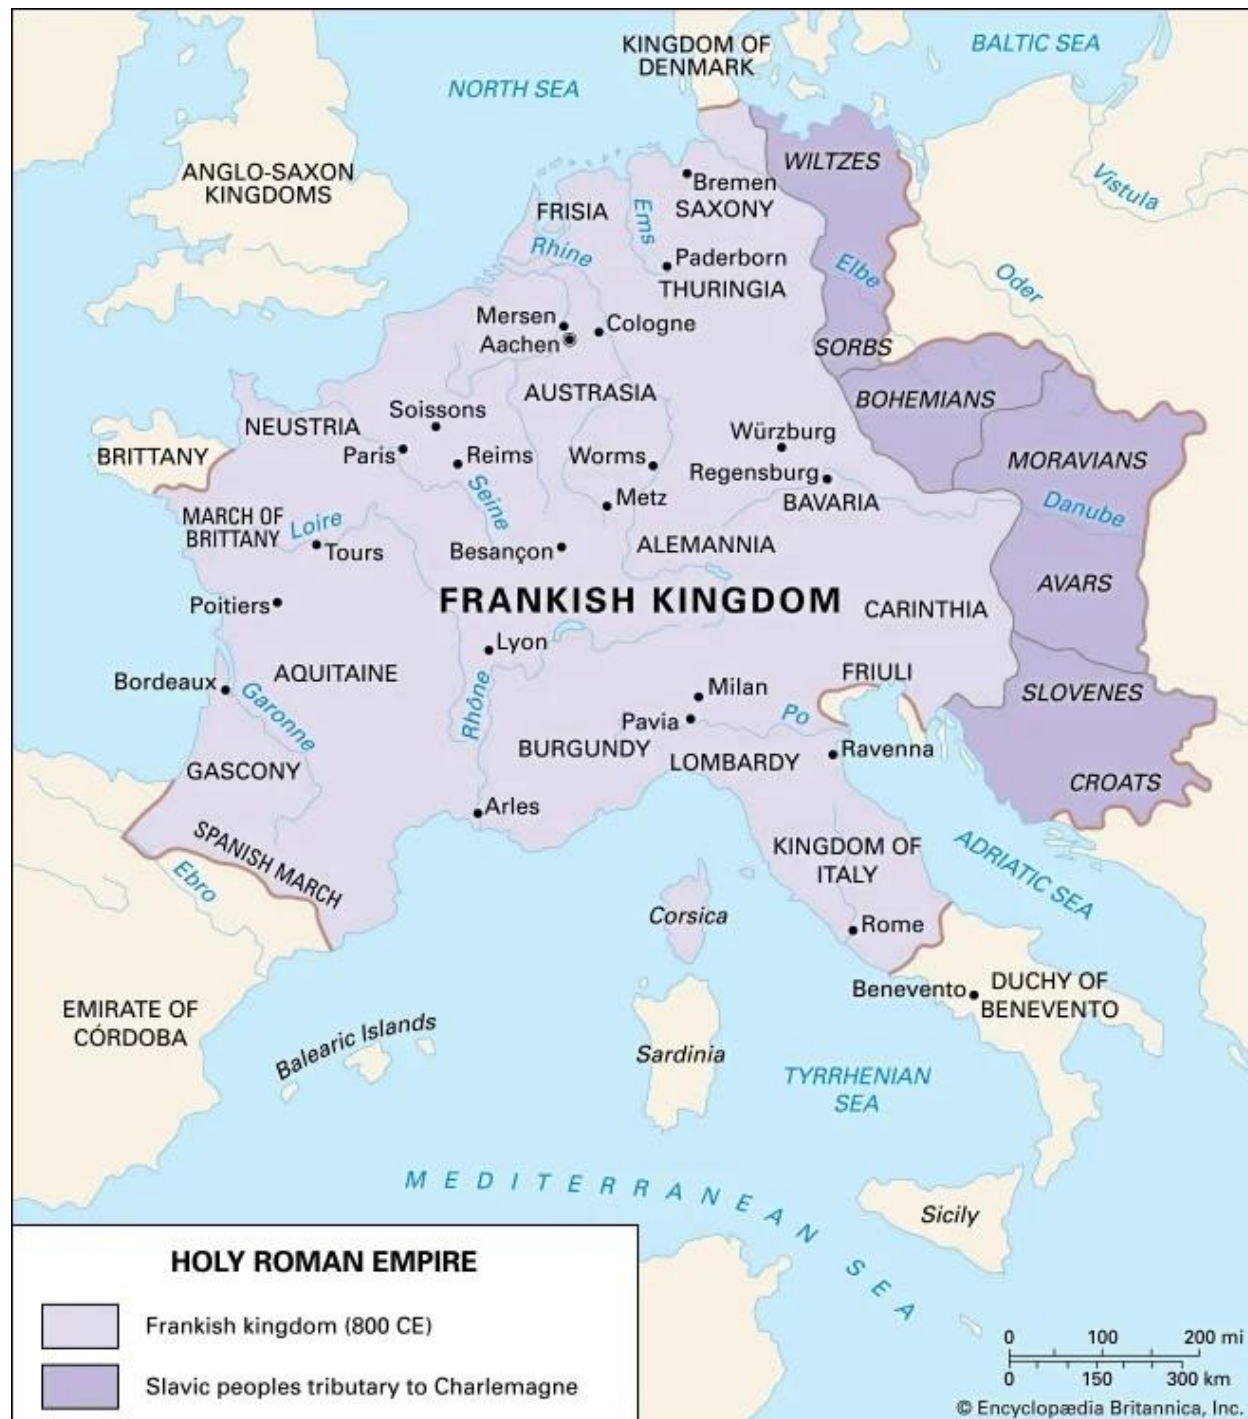 KINGDOM OF
DENMARK
BALTIC SEA
NORTH SEA
ANGLO-SAXON
KINGDOMS
WILTZES
Vistula
Bremen
SAXONY
FRISIA
Ems
Rhine
Paderborn
THURINGIA
Elbe
Oder
Mersen
Cologne
Aachen
SORBS
AUSTRASIA
BOHEMIANS
Soissons
NEUSTRIA
Würzburg
BRITTANY
Paris
Reims
Worms
Regensburg
MORAVIANS
Metz
BAVARIA
Seine
Danube
MARCH OF
BRITTANY
Loire
Tours
Besançon
ALEMANNIA
AVARS
FRANKISH KINGDOM
Poitiers
CARINTHIA
Lyon
AQUITAINE
FRIULI
Bordeaux
Garonne
Rhône
Milan
SLOVENES
Pavia
Po
BURGUNDY
LOMBARDY
Ravenna
GASCONY
CROATS
Arles
SPANISH MARCH
Ebro
KINGDOM OF
ITALY
ADRIATIC SEA
Corsica
Rome
Benevento
DUCHY OF
BENEVENTO
EMIRATE OF
CÓRDOBA
Balearic Islands
Sardinia
TYRRHENIAN
SEA
MEDITERRANEAN SEA
Sicily
HOLY ROMAN EMPIRE
Frankish kingdom (800 CE)
Slavic peoples tributary to Charlemagne
0 100 200 mi
0 150 300 km
© Encyclopædia Britannica, Inc.